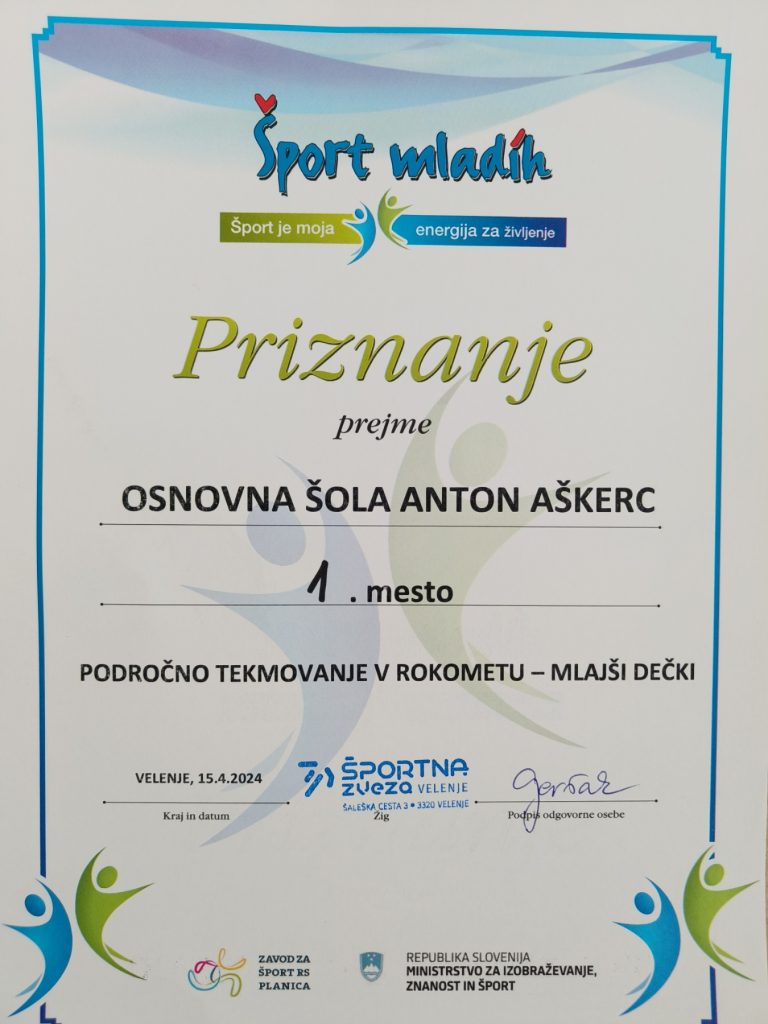 Šport mladih
Šport je moja energija za življenje
Priznanje
prejme
OSNOVNA ŠOLA ANTON AŠKERC
1. mesto
PODROČNO TEKMOVANJE V ROKOMETU – MLAJŠI DEČKI
VELENJE, 15.4.2024
Kraj in datum
ŠPORTNA
zveza VELENJE
ŠALEŠKA CESTA 3 • 3320 VELENJE
Žig
Podpis odgovorne osebe
ZAVOD ZA
ŠPORT RS
PLANICA
REPUBLIKA SLOVENIJA
MINISTRSTVO ZA IZOBRAŽEVANJE,
ZNANOST IN ŠPORT